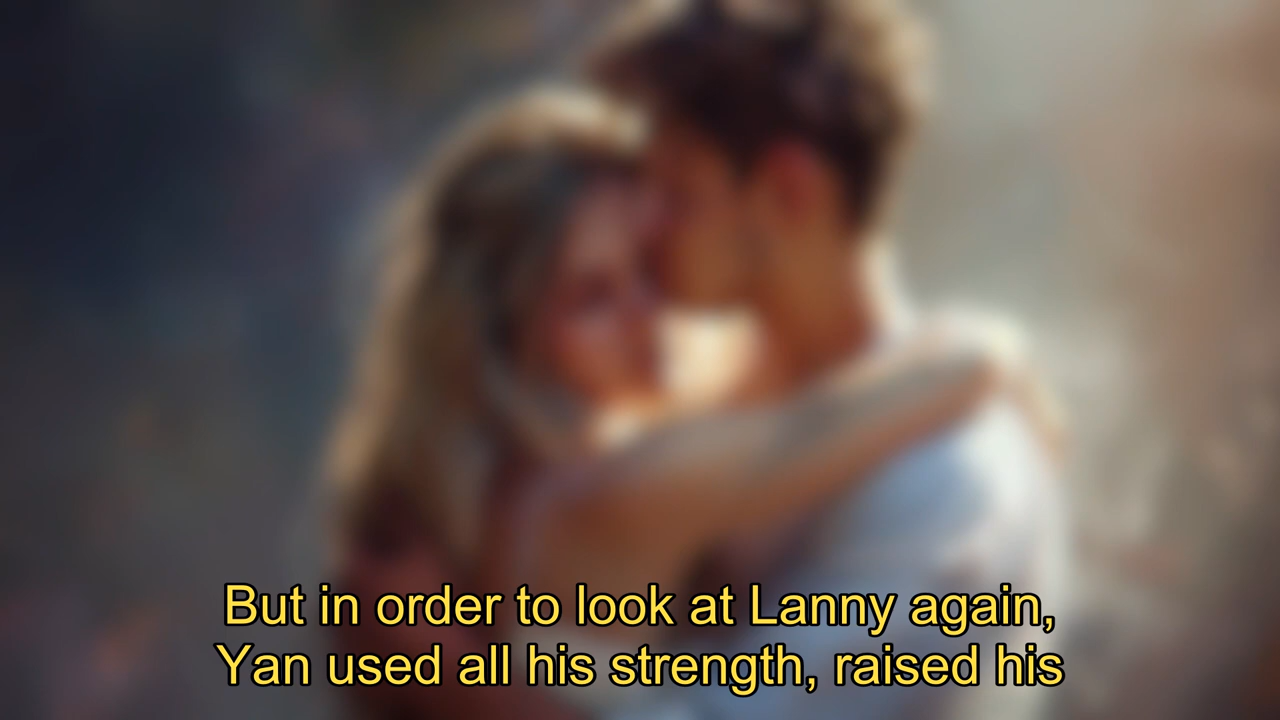 But in order to look at Lanny again,
Yan used all his strength, raised his